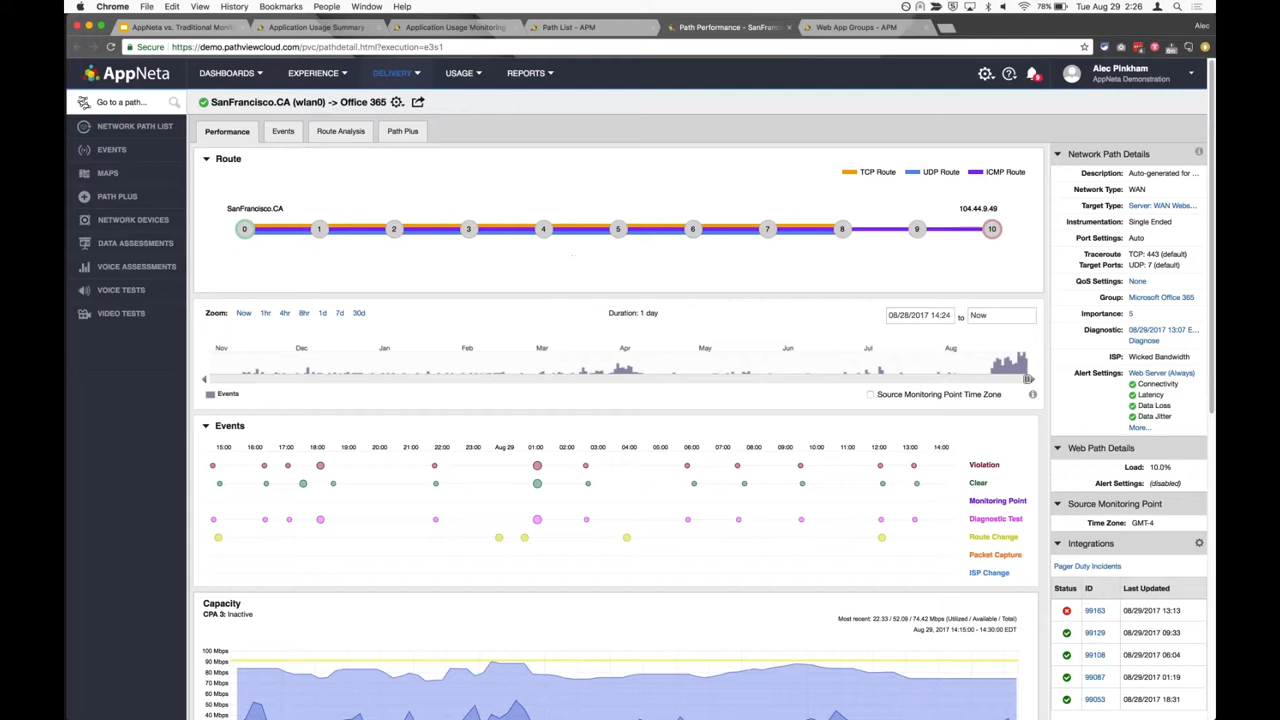 Chrome File Edit View History Bookmarks People Window Help 78% Tue Aug 29 2:26
AppNeta vs. Traditional Monit Application Usage Summary Application Usage Monitoring Path List - APM Path Performance - SanFranc Web App Groups - APM Alec
Secure https://demo.pathviewcloud.com/pvc/pathdetail.html?execution=e3s1
AppNeta DASHBOARDS EXPERIENCE DELIVERY USAGE REPORTS 9 Alec Pinkham
AppNeta Demonstration
Go to a path... SanFrancisco.CA (wlan0) -> Office 365
NETWORK PATH LIST
EVENTS
MAPS
PATH PLUS
NETWORK DEVICES
DATA ASSESSMENTS
VOICE ASSESSMENTS
VOICE TESTS
VIDEO TESTS
Performance Events Route Analysis Path Plus
Route
TCP Route UDP Route ICMP Route
SanFrancisco.CA 104.44.9.49
0 1 2 3 4 5 6 7 8 9 10
Zoom: Now 1hr 4hr 8hr 1d 7d 30d Duration: 1 day 08/28/2017 14:24 to Now
Nov Dec Jan Feb Mar Apr May Jun Jul Aug
Events Source Monitoring Point Time Zone
Events
15:00 16:00 17:00 18:00 19:00 20:00 21:00 22:00 23:00 Aug 29 01:00 02:00 03:00 04:00 05:00 06:00 07:00 08:00 09:00 10:00 11:00 12:00 13:00 14:00
Violation
Clear
Monitoring Point
Diagnostic Test
Route Change
Packet Capture
ISP Change
Capacity
CPA 3: Inactive
Most recent: 22.33 / 52.09 / 74.42 Mbps (Utilized / Available / Total)
Aug 29, 2017 14:15:00 - 14:30:00 EDT
100 Mbps
90 Mbps
80 Mbps
70 Mbps
60 Mbps
50 Mbps
40 Mbps
Network Path Details
Description: Auto-generated for ...
Network Type: WAN
Target Type: Server: WAN Webs...
Instrumentation: Single Ended
Port Settings: Auto
Traceroute TCP: 443 (default)
Target Ports: UDP: 7 (default)
QoS Settings: None
Group: Microsoft Office 365
Importance: 5
Diagnostic: 08/29/2017 13:07 E...
Diagnose
ISP: Wicked Bandwidth
Alert Settings: Web Server (Always)
Connectivity
Latency
Data Loss
Data Jitter
More...
Web Path Details
Load: 10.0%
Alert Settings: (disabled)
Source Monitoring Point
Time Zone: GMT-4
Integrations
Pager Duty Incidents
Status ID Last Updated
99163 08/29/2017 13:13
99129 08/29/2017 09:33
99108 08/29/2017 06:04
99087 08/29/2017 01:19
99053 08/28/2017 18:31